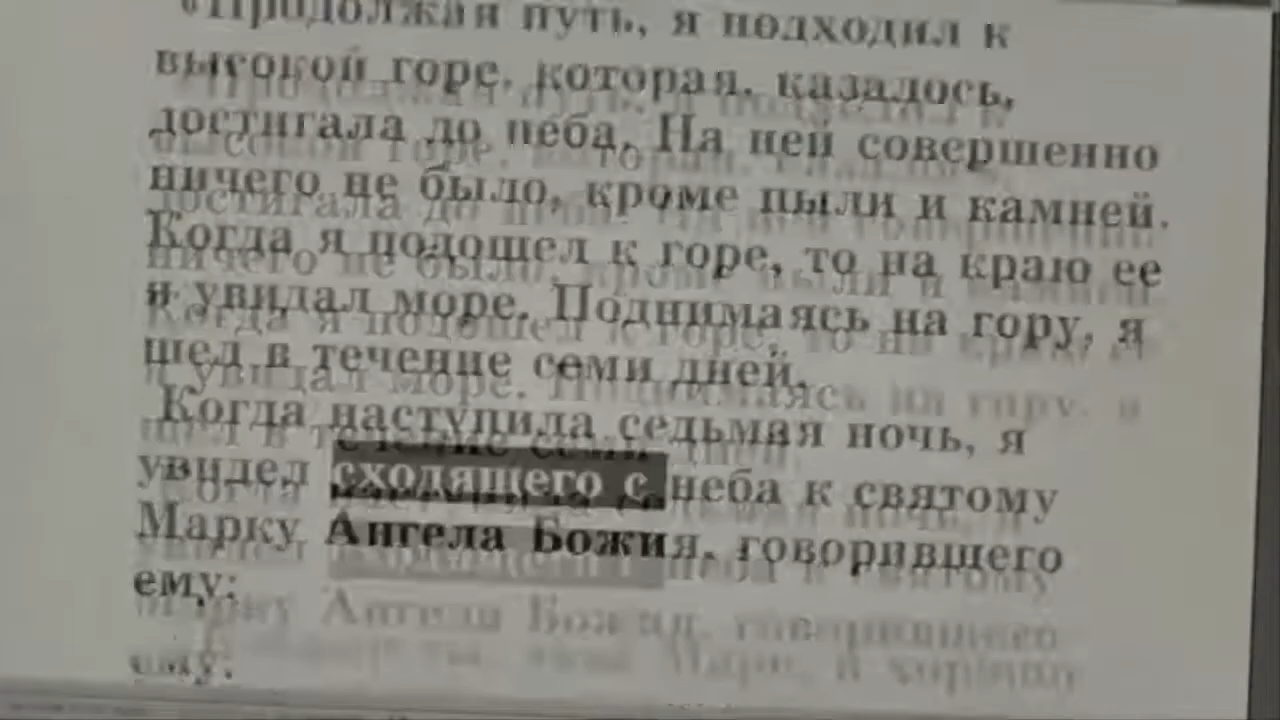 «Продолжая путь, я подходил к
высокой горе, которая, казалось,
достигала до неба. На ней совершенно
ничего не было, кроме пыли и камней.
Когда я подошел к горе, то на краю ее
я увидал море. Поднимаясь на гору, я
шел в течение семи дней.
Когда наступила седьмая ночь, я
увидел сходящего с неба к святому
Марку Ангела Божия, говорившего
ему: